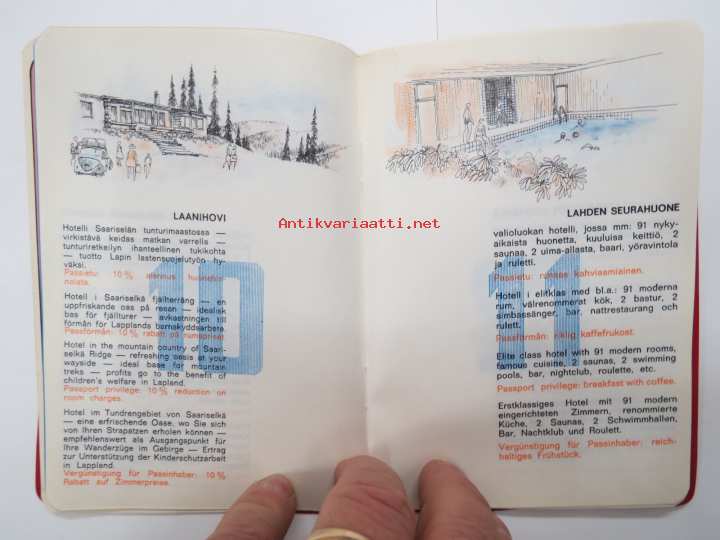 LAANIHOVI
Hotelli Saariselän tunturimaastossa —
virkistävä keidas matkan varrella —
tunturiretkeilyn ihanteellinen tukikohta
— tuotto Lapin lastensuojelutyön hy-
väksi.
Passietu: 10 % alennus huonehin-
noista.
Hotell i Saariselkä fjällterräng — en
uppfriskande oas på resan — idealisk
bas för fjällturer — avkastningen till
förmån för Lapplands barnskyddsarbete.
Passförmån: 10 % rabatt på rumspriset
Hotel in the mountain country of Saari-
selkä Ridge — refreshing oasis at your
wayside — ideal base for mountain
treks — profits go to the benefit of
children's welfare in Lapland.
Passport privilege: 10 % reduction on
room charges.
Hotel im Tundrengebiet von Saariselkä
— eine erfrischende Oase, wo Sie sich
von Ihren Strapatzen erholen können —
empfehlenswert als Ausgangspunkt für
Ihre Wanderzüge im Gebirge — Ertrag
zur Unterstützung der Kinderschutzarbeit
in Lappland.
Vergünstigung für Passinhaber: 10 %
Rabatt auf Zimmerpreise.
10
LAHDEN SEURAHUONE
valioluokan hotelli, jossa mm: 91 nyky-
aikaista huonetta, kuuluisa keittiö, 2
saunaa, 2 uima-allasta, baari, yöravintola
ja ruletti.
Passietu: runsas kahviaamiainen.
Hotell i elitklas med bl.a.: 91 moderna
rum, välrenommerat kök, 2 bastur, 2
simbassänger, bar, nattrestaurang och
rulett.
Passförmån: riklig kaffefrukost.
Elite class hotel with 91 modern rooms,
famous cuisine, 2 saunas, 2 swimming
pools, bar, nightclub, roulette, etc.
Passport privilege: breakfast with coffee.
Erstklassiges Hotel mit 91 modern
eingerichteten Zimmern, renommierte
Küche, 2 Saunas, 2 Schwimmhallen,
Bar, Nachtklub und Roulett.
Vergünstigung für Passinhaber: reich-
haltiges Frühstück.
11
Antikvariaatti.net